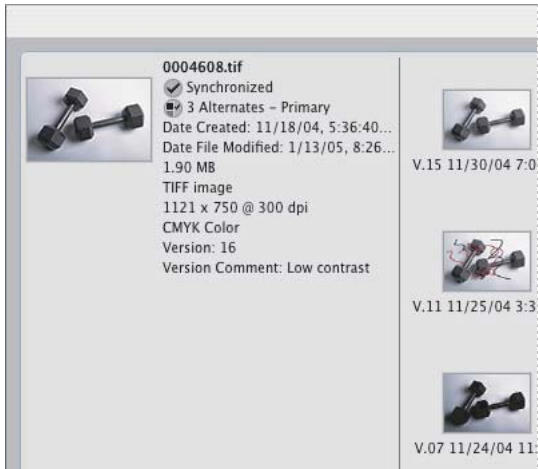 0004608.tif
Synchronized
3 Alternates – Primary
Date Created: 11/18/04, 5:36:40...
Date File Modified: 1/13/05, 8:26...
1.90 MB
TIFF image
1121 x 750 @ 300 dpi
CMYK Color
Version: 16
Version Comment: Low contrast
V.15 11/30/04 7:0
V.11 11/25/04 3:3
V.07 11/24/04 11: